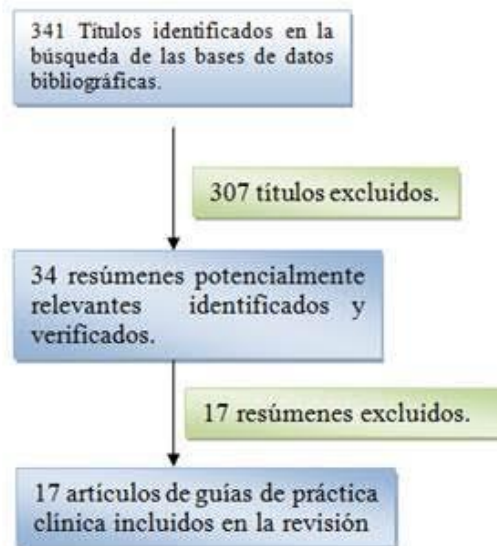 341 Títulos identificados en la
búsqueda de las bases de datos
bibliográficas.
307 títulos excluidos.
34 resúmenes potencialmente
relevantes identificados y
verificados.
17 resúmenes excluidos.
17 artículos de guías de práctica
clínica incluidos en la revisión